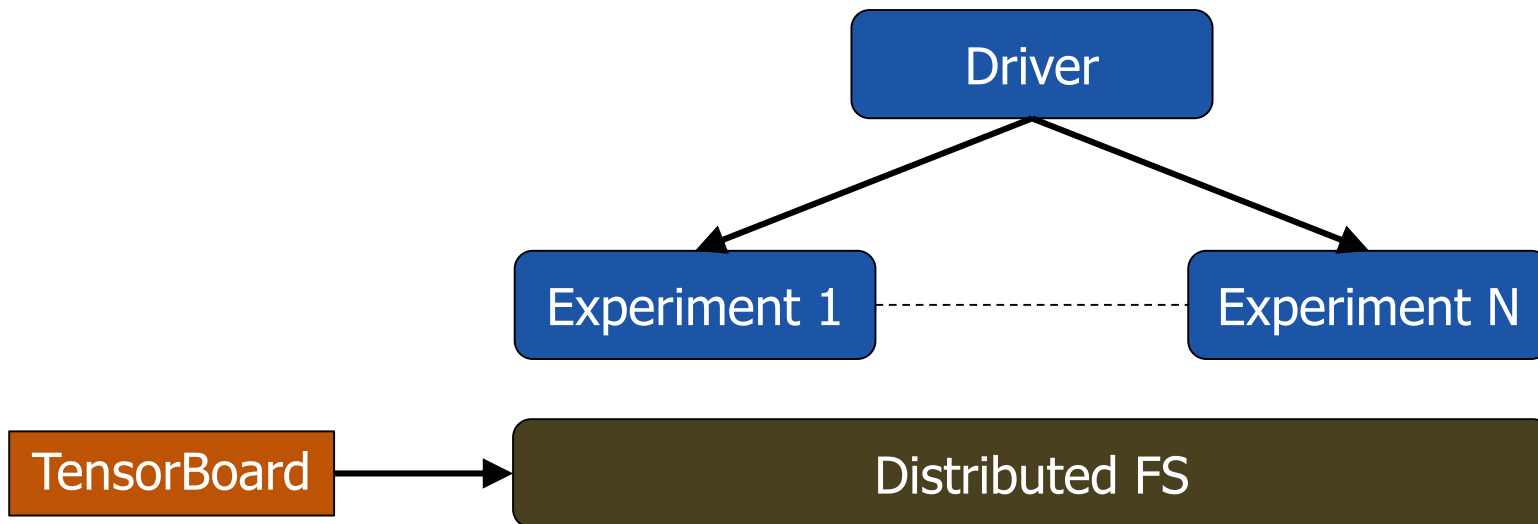 Driver
Experiment 1
Experiment N
TensorBoard
Distributed FS